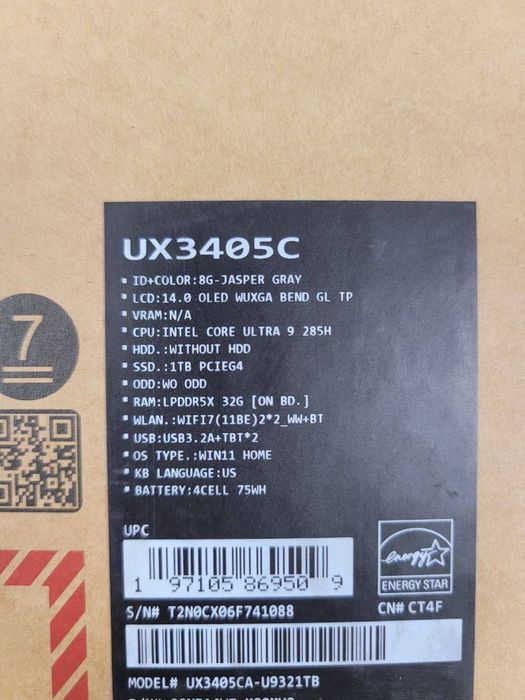 UX3405C
ID+COLOR:8G-JASPER GRAY
LCD:14.0 OLED WUXGA BEND GL TP
VRAM:N/A
CPU:INTEL CORE ULTRA 9 285H
HDD.:WITHOUT HDD
SSD.:1TB PCIEG4
ODD:WO ODD
RAM:LPDDR5X 32G [ON BD.]
WLAN.:WIFI7(11BE)2*2_WW+BT
USB:USB3.2A+TBT*2
OS TYPE.:WIN11 HOME
KB LANGUAGE:US
BATTERY:4CELL 75WH
7
UPC
1 97105 86950 9
energy
ENERGY STAR
S/N# T2N0CX06F741088
CN# CT4F
MODEL# UX3405CA-U9321TB